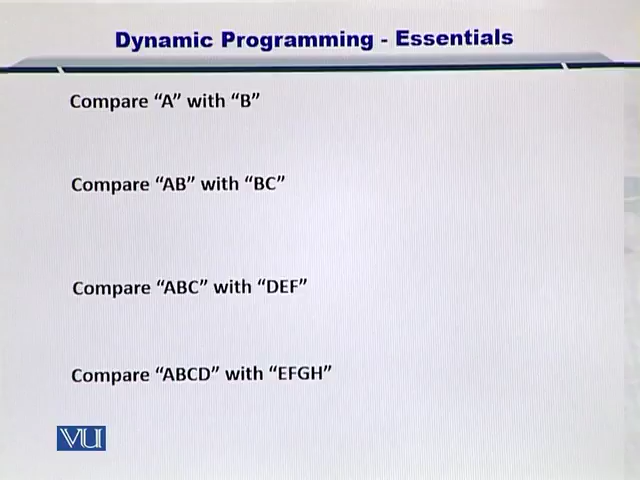 Dynamic Programming - Essentials
Compare “A” with “B”
Compare “AB” with “BC”
Compare “ABC” with “DEF”
Compare “ABCD” with “EFGH”
VU